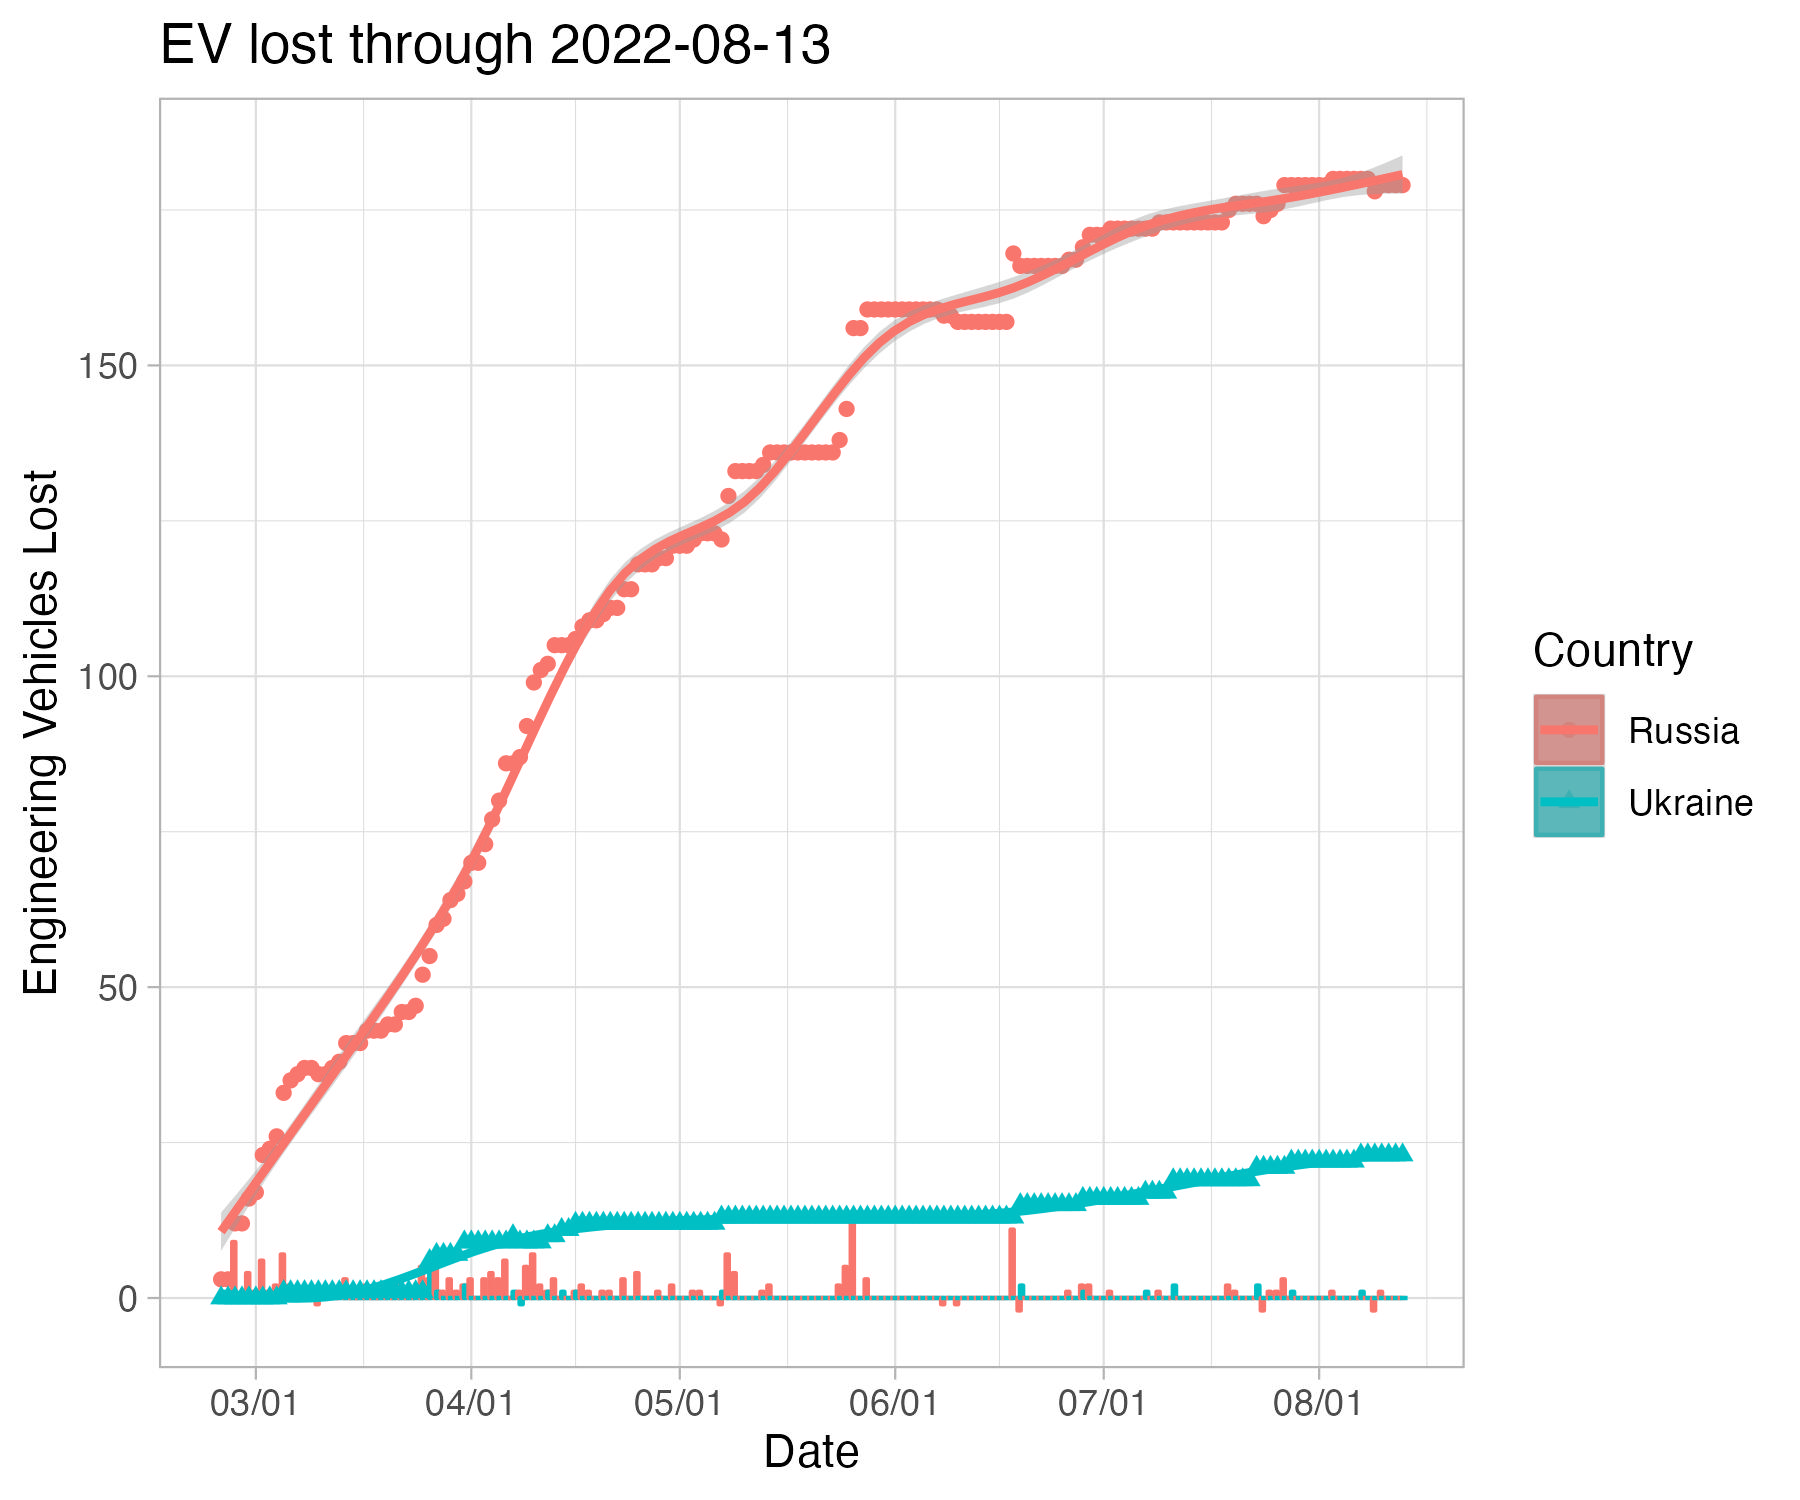 EV lost through 2022-08-13
Engineering Vehicles Lost
150
100
50
0
03/01
04/01
05/01
06/01
07/01
08/01
Date
Country
Russia
Ukraine